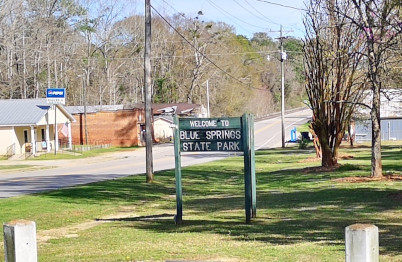 WELCOME TO
BLUE SPRINGS
STATE PARK